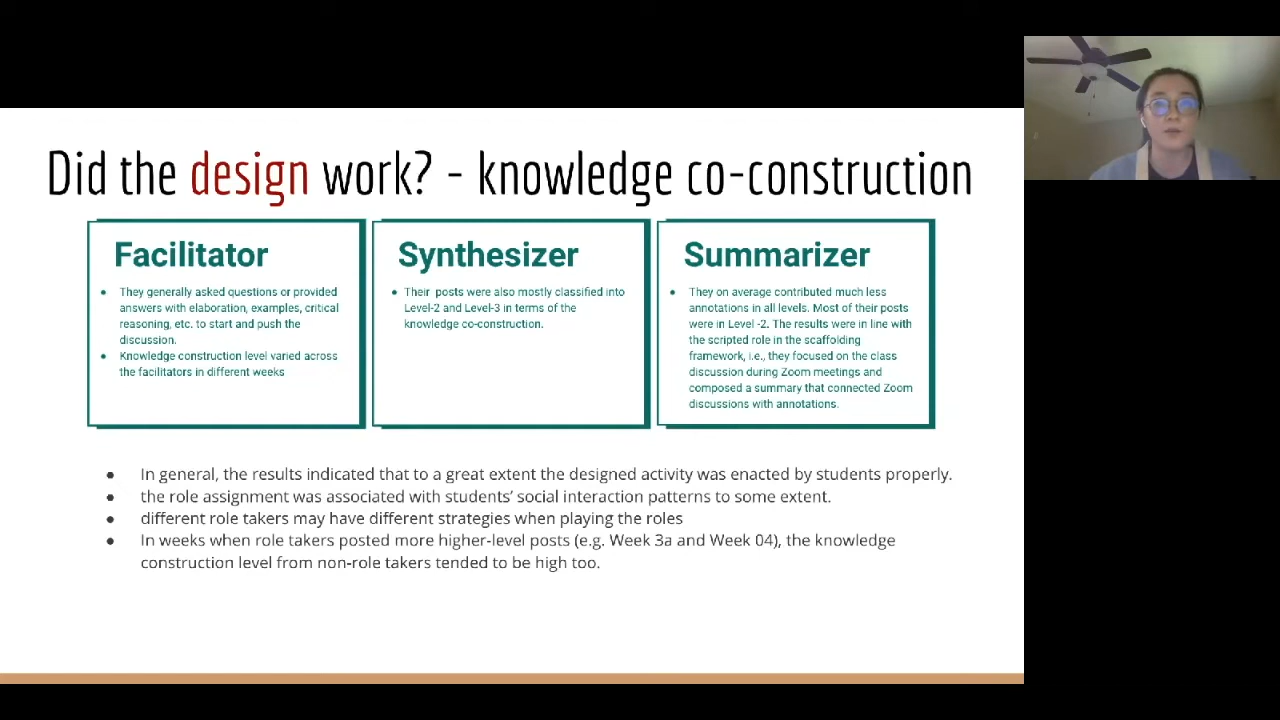 Did the design work? - knowledge co-construction
Facilitator
● They generally asked questions or provided
answers with elaboration, examples, critical
reasoning, etc. to start and push the
discussion.
● Knowledge construction level varied across
the facilitators in different weeks
Synthesizer
● Their posts were also mostly classified into
Level-2 and Level-3 in terms of the
knowledge co-construction.
Summarizer
● They on average contributed much less
annotations in all levels. Most of their posts
were in Level -2. The results were in line with
the scripted role in the scaffolding
framework, i.e., they focused on the class
discussion during Zoom meetings and
composed a summary that connected Zoom
discussions with annotations.
● In general, the results indicated that to a great extent the designed activity was enacted by students properly.
● the role assignment was associated with students’ social interaction patterns to some extent.
● different role takers may have different strategies when playing the roles
● In weeks when role takers posted more higher-level posts (e.g. Week 3a and Week 04), the knowledge
construction level from non-role takers tended to be high too.